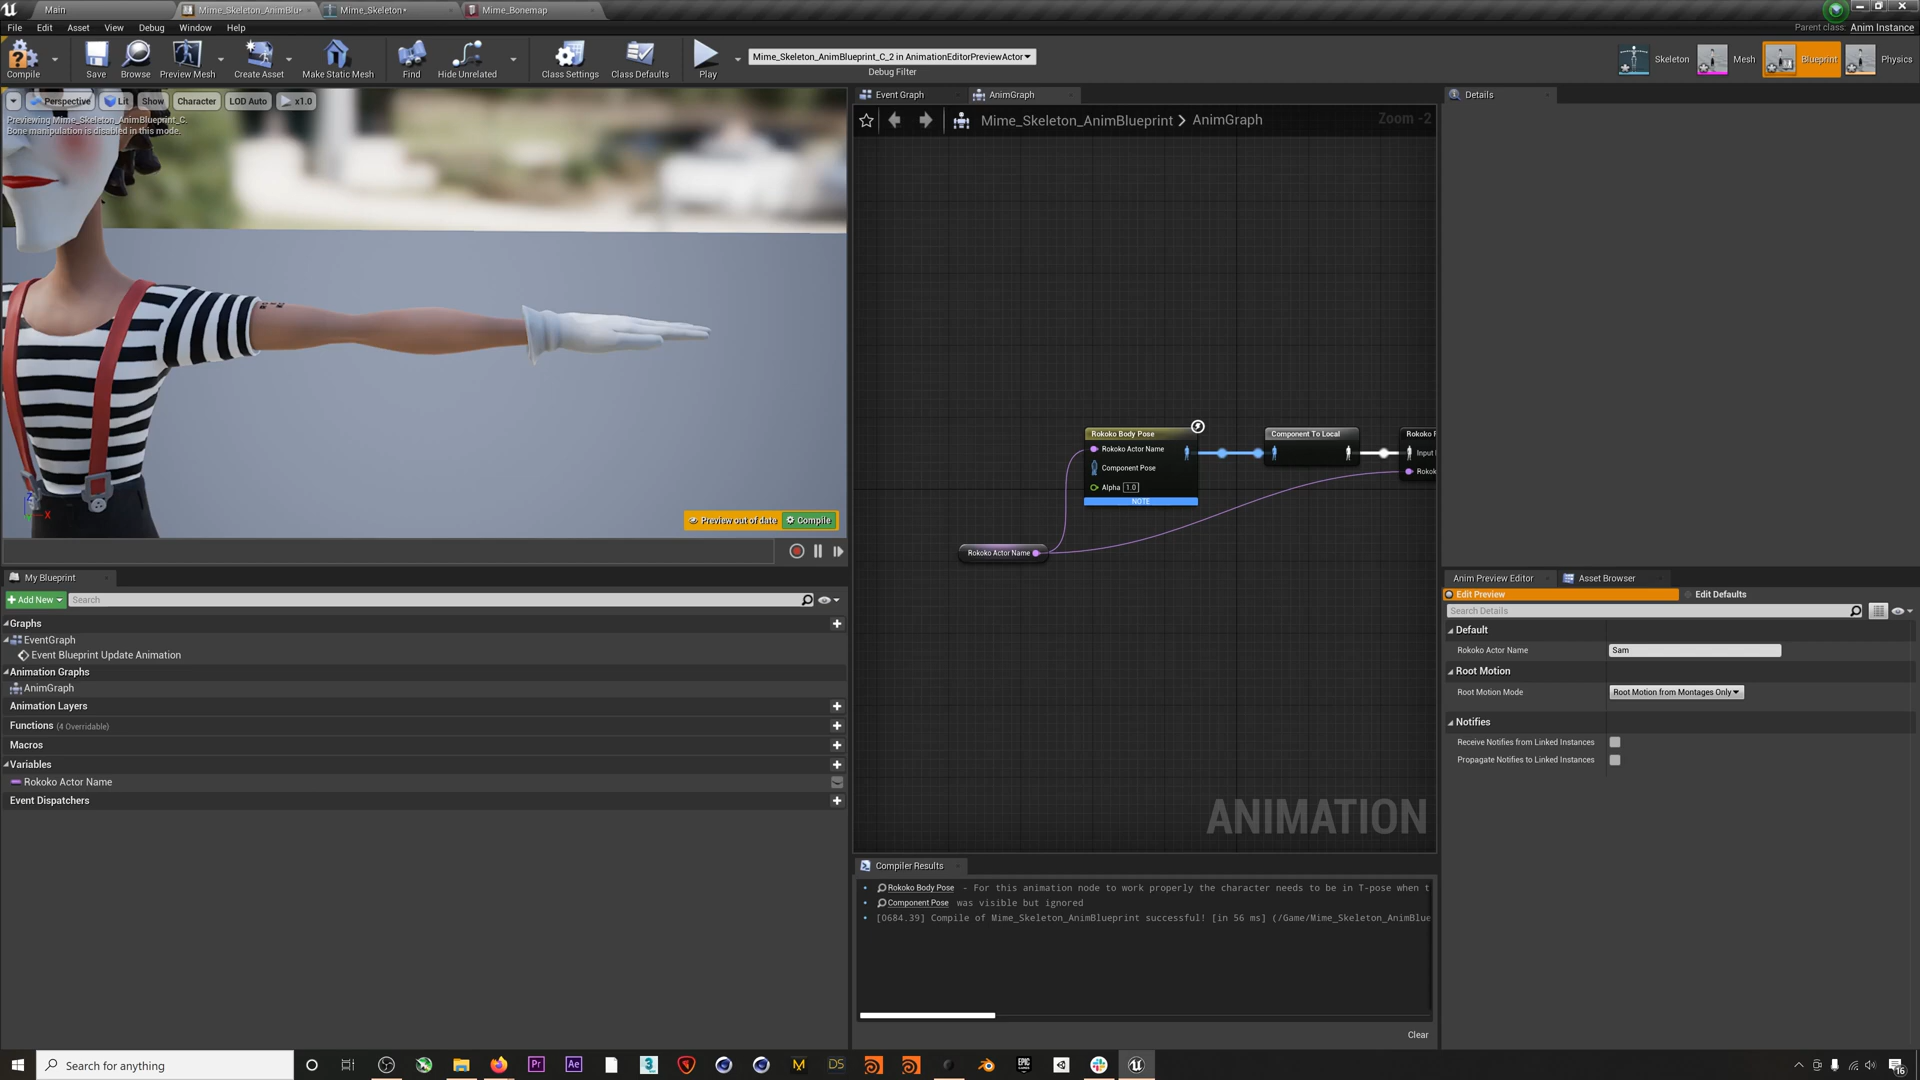 Main
Mime_Skeleton_AnimBlu•
Mime_Skeleton•
Mime_Bonemap
File
Edit
Asset
View
Debug
Window
Help
Parent class: Anim Instance
Compile
Save
Browse
Preview Mesh
Create Asset
Make Static Mesh
Find
Hide Unrelated
Class Settings
Class Defaults
Play
Mime_Skeleton_AnimBlueprint_C_2 in AnimationEditorPreviewActor
Debug Filter
Skeleton
Mesh
Blueprint
Physics
Perspective
Lit
Show
Character
LOD Auto
x1.0
Previewing Mime_Skeleton_AnimBlueprint_C.
Bone manipulation is disabled in this mode.
Z
X
Preview out of date
Compile
Event Graph
AnimGraph
Mime_Skeleton_AnimBlueprint > AnimGraph
Zoom -2
Rokoko Body Pose
Rokoko Actor Name
Component Pose
Alpha 1.0
NOTE
Component To Local
Rokoko F
Input
Rokok
Rokoko Actor Name
ANIMATION
Details
My Blueprint
Add New
Search
Graphs
EventGraph
Event Blueprint Update Animation
Animation Graphs
AnimGraph
Animation Layers
Functions (4 Overridable)
Macros
Variables
Rokoko Actor Name
Event Dispatchers
Compiler Results
Rokoko Body Pose - For this animation node to work properly the character needs to be in T-pose when t
Component Pose was visible but ignored
[0684.39] Compile of Mime_Skeleton_AnimBlueprint successful! [in 56 ms] (/Game/Mime_Skeleton_AnimBlue
Clear
Anim Preview Editor
Asset Browser
Edit Preview
Edit Defaults
Search Details
Default
Rokoko Actor Name
Sam
Root Motion
Root Motion Mode
Root Motion from Montages Only
Notifies
Receive Notifies from Linked Instances
Propagate Notifies to Linked Instances
Search for anything
Pr
Ae
3
M
DS
EPIC GAMES
16